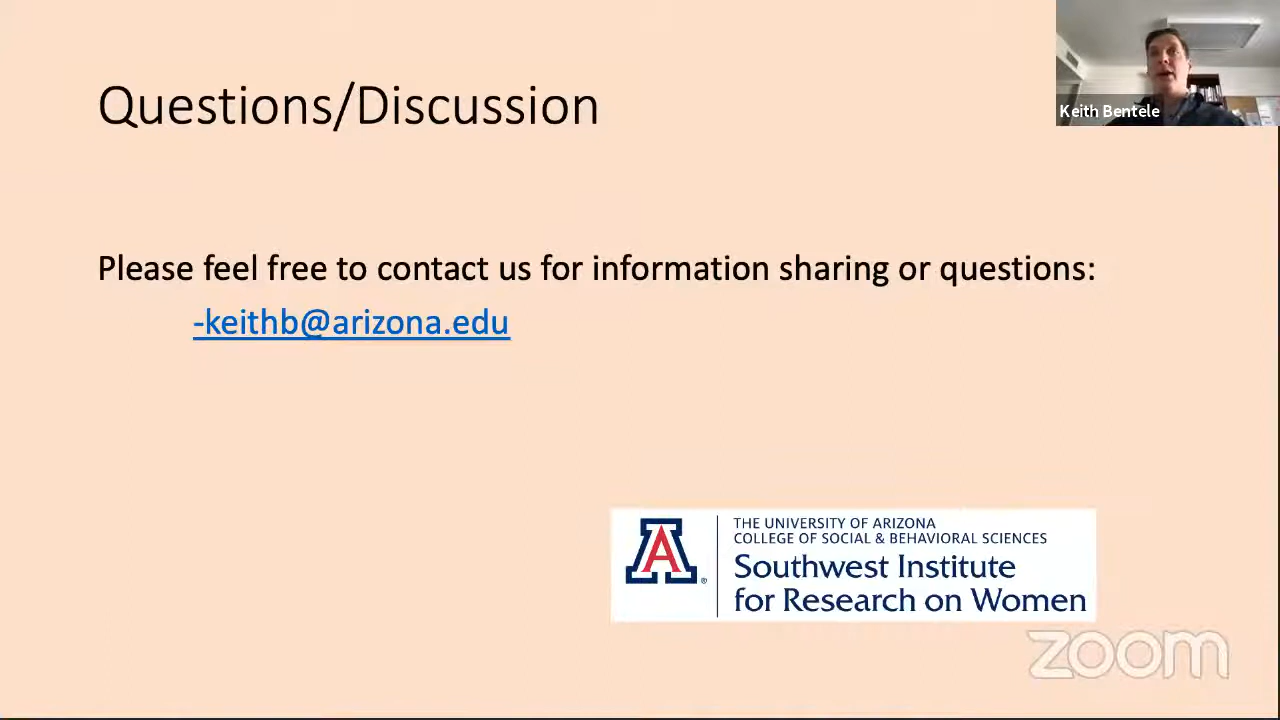 Questions/Discussion
Keith Bentele
Please feel free to contact us for information sharing or questions:
-keithb@arizona.edu
A
®
THE UNIVERSITY OF ARIZONA
COLLEGE OF SOCIAL & BEHAVIORAL SCIENCES
Southwest Institute
for Research on Women
zoom